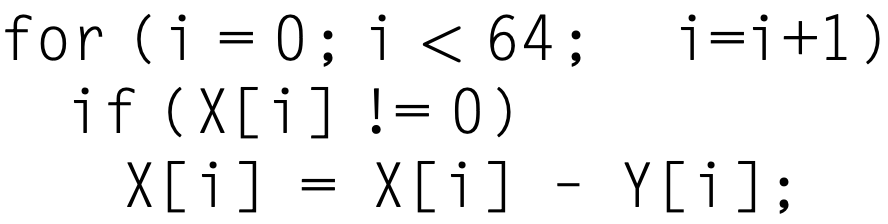 for (i = 0; i < 64; i=i+1)
if (X[i] != 0)
X[i] = X[i] – Y[i];